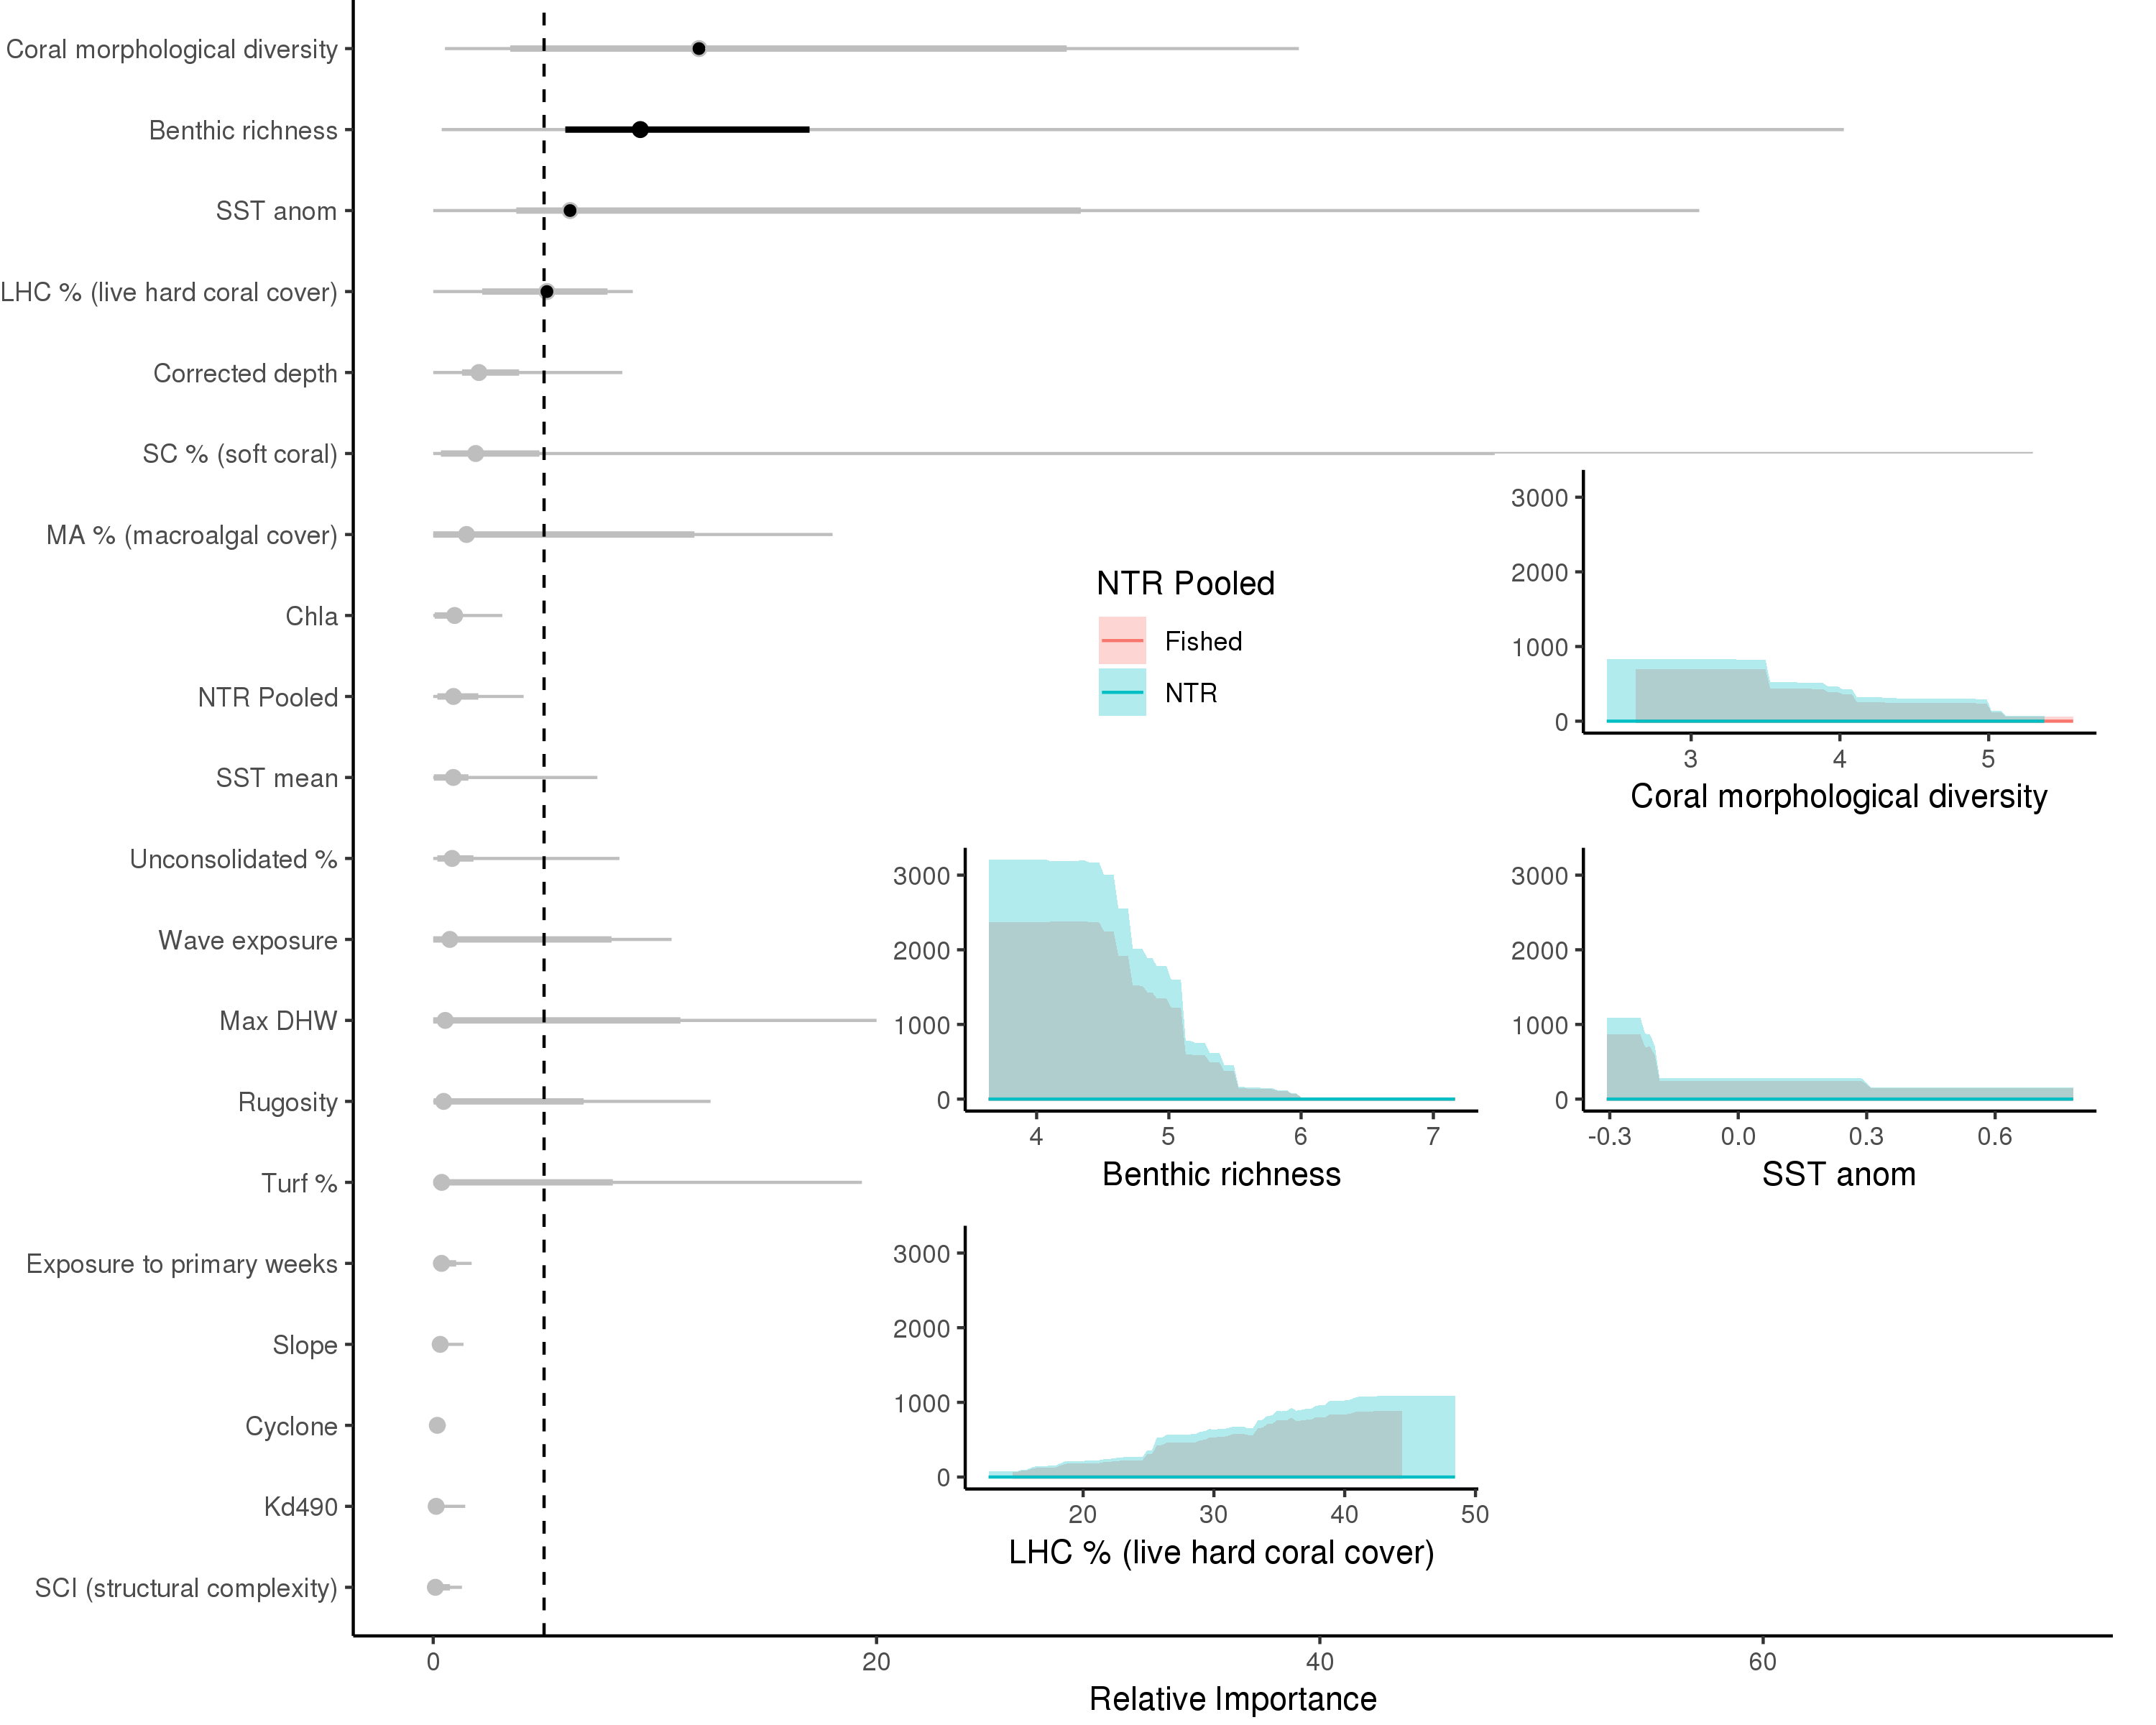 Coral morphological diversity
Benthic richness
SST anom
LHC % (live hard coral cover)
Corrected depth
SC % (soft coral)
MA % (macroalgal cover)
Chla
NTR Pooled
SST mean
Unconsolidated %
Wave exposure
Max DHW
Rugosity
Turf %
Exposure to primary weeks
Slope
Cyclone
Kd490
SCI (structural complexity)
0 20 40 60
Relative Importance
NTR Pooled
Fished
NTR
3000
2000
1000
0
3 4 5
Coral morphological diversity
3000
2000
1000
0
4 5 6 7
Benthic richness
3000
2000
1000
0
-0.3 0.0 0.3 0.6
SST anom
3000
2000
1000
0
20 30 40 50
LHC % (live hard coral cover)